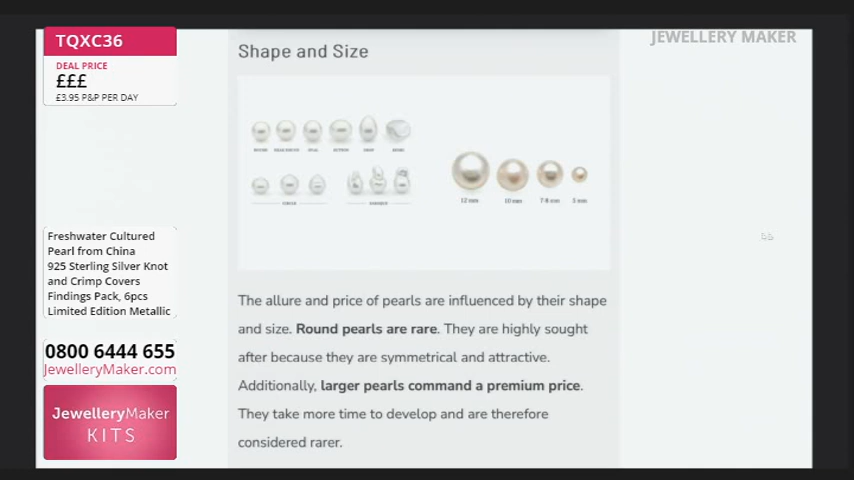 TQXC36
DEAL PRICE
£££
£3.95 P&P PER DAY
Freshwater Cultured
Pearl from China
925 Sterling Silver Knot
and Crimp Covers
Findings Pack, 6pcs
Limited Edition Metallic
0800 6444 655
JewelleryMaker.com
JewelleryMaker
KITS
JEWELLERY MAKER
Shape and Size
12 mm 10 mm 7-8 mm 5 mm
The allure and price of pearls are influenced by their shape
and size. Round pearls are rare. They are highly sought
after because they are symmetrical and attractive.
Additionally, larger pearls command a premium price.
They take more time to develop and are therefore
considered rarer.